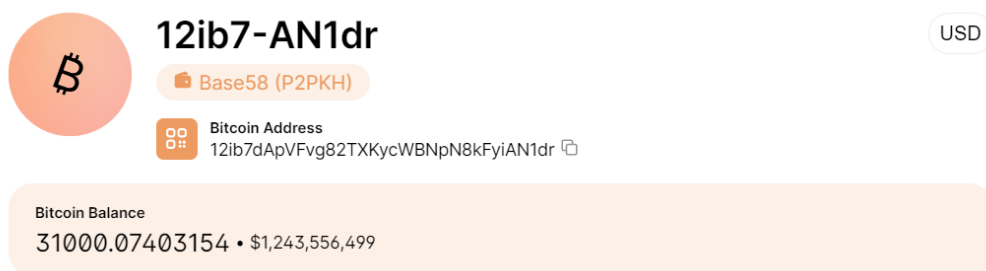 12ib7-AN1dr
USD
Base58 (P2PKH)
Bitcoin Address
12ib7dApVFvg82TXKycWBNpN8kFyiAN1dr
Bitcoin Balance
31000.07403154 • $1,243,556,499